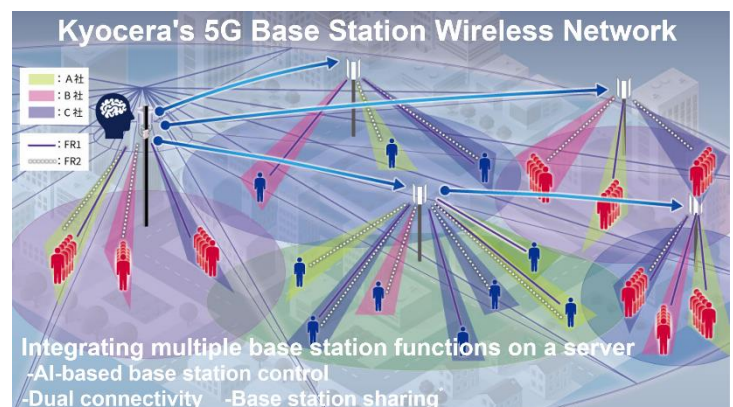 Kyocera's 5G Base Station Wireless Network
: A社
: B社
: C社
: FR1
: FR2
Integrating multiple base station functions on a server
-AI-based base station control
-Dual connectivity -Base station sharing